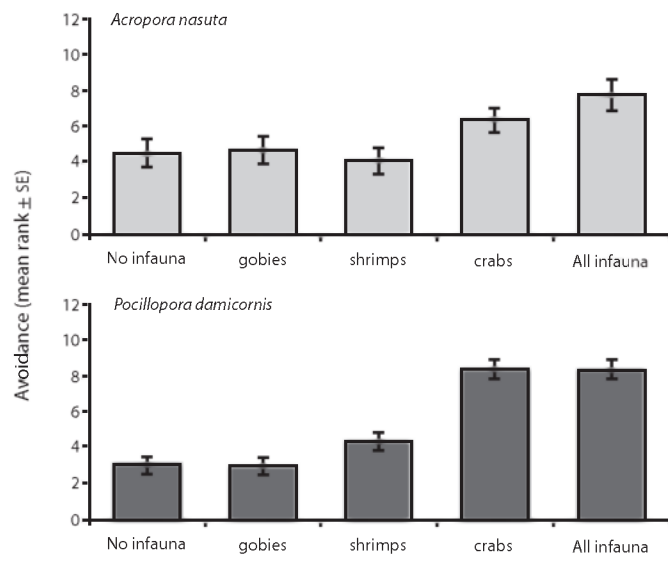 Avoidance (mean rank ± SE)
Acropora nasuta
12
10
8
6
4
2
0
No infauna gobies shrimps crabs All infauna
Pocillopora damicornis
12
10
8
6
4
2
0
No infauna gobies shrimps crabs All infauna